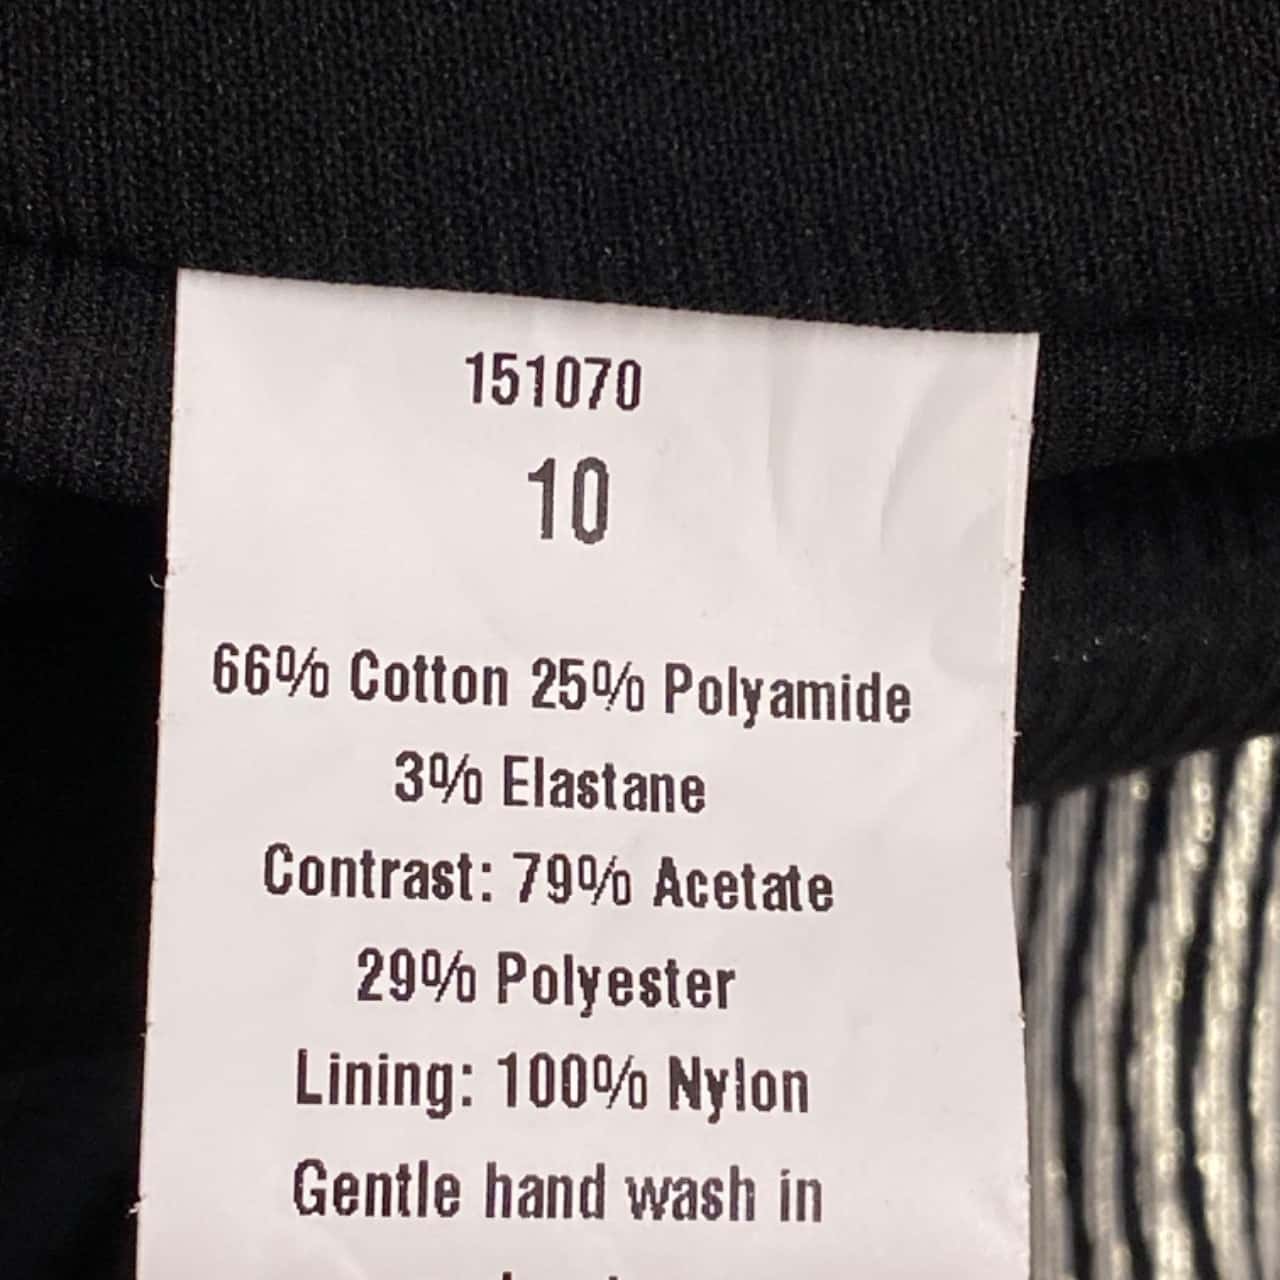 151070
10
66% Cotton 25% Polyamide
3% Elastane
Contrast: 79% Acetate
29% Polyester
Lining: 100% Nylon
Gentle hand wash in